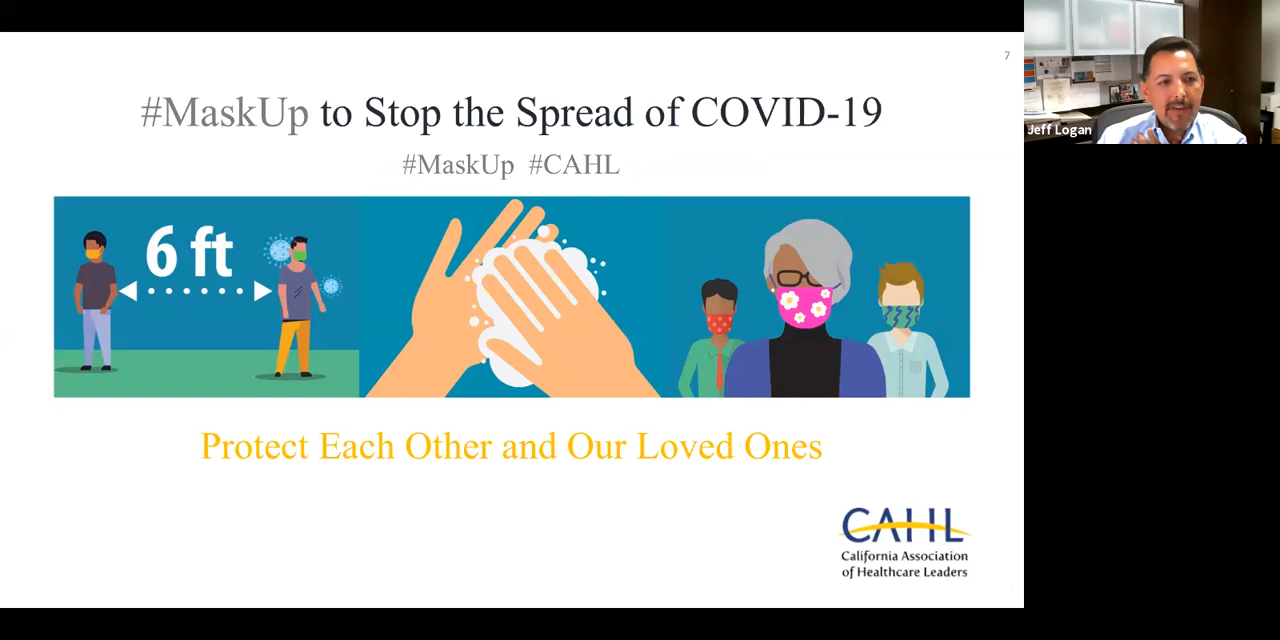 7
#MaskUp to Stop the Spread of COVID-19
#MaskUp #CAHL
6 ft
Protect Each Other and Our Loved Ones
CAHL
California Association
of Healthcare Leaders
Jeff Logan